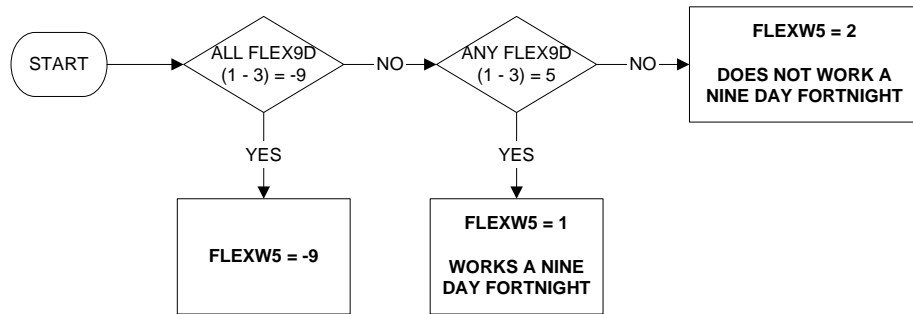 START
ALL FLEX9D
(1 - 3) = -9
NO
ANY FLEX9D
(1 - 3) = 5
NO
FLEXW5 = 2
DOES NOT WORK A
NINE DAY FORTNIGHT
YES
YES
FLEXW5 = -9
FLEXW5 = 1
WORKS A NINE
DAY FORTNIGHT